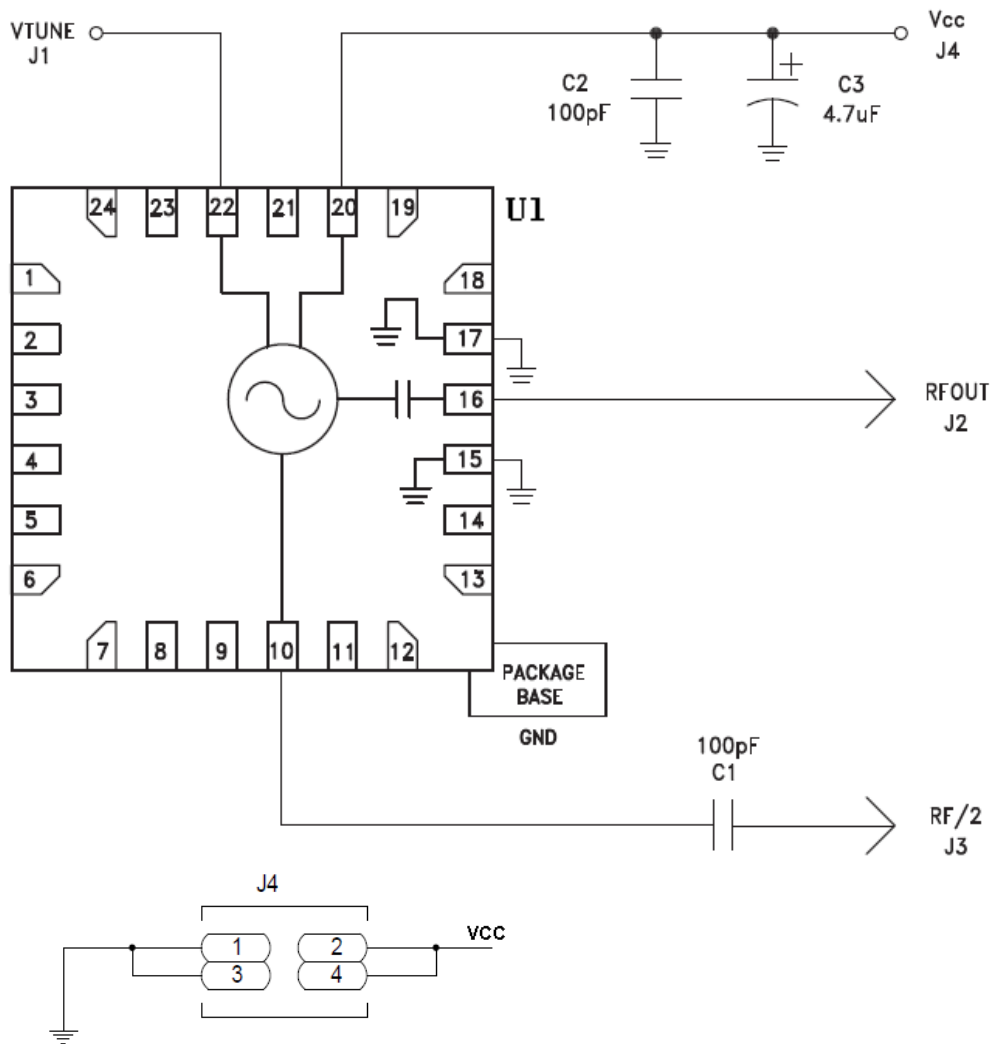 VTUNE
J1
Vcc
J4
C2
100pF
+
C3
4.7uF
U1
24 23 22 21 20 19
1
2
3
4
5
6
18
17
16
15
14
13
7 8 9 10 11 12
RFOUT
J2
PACKAGE
BASE
GND
100pF
C1
RF/2
J3
J4
1 2
3 4
VCC